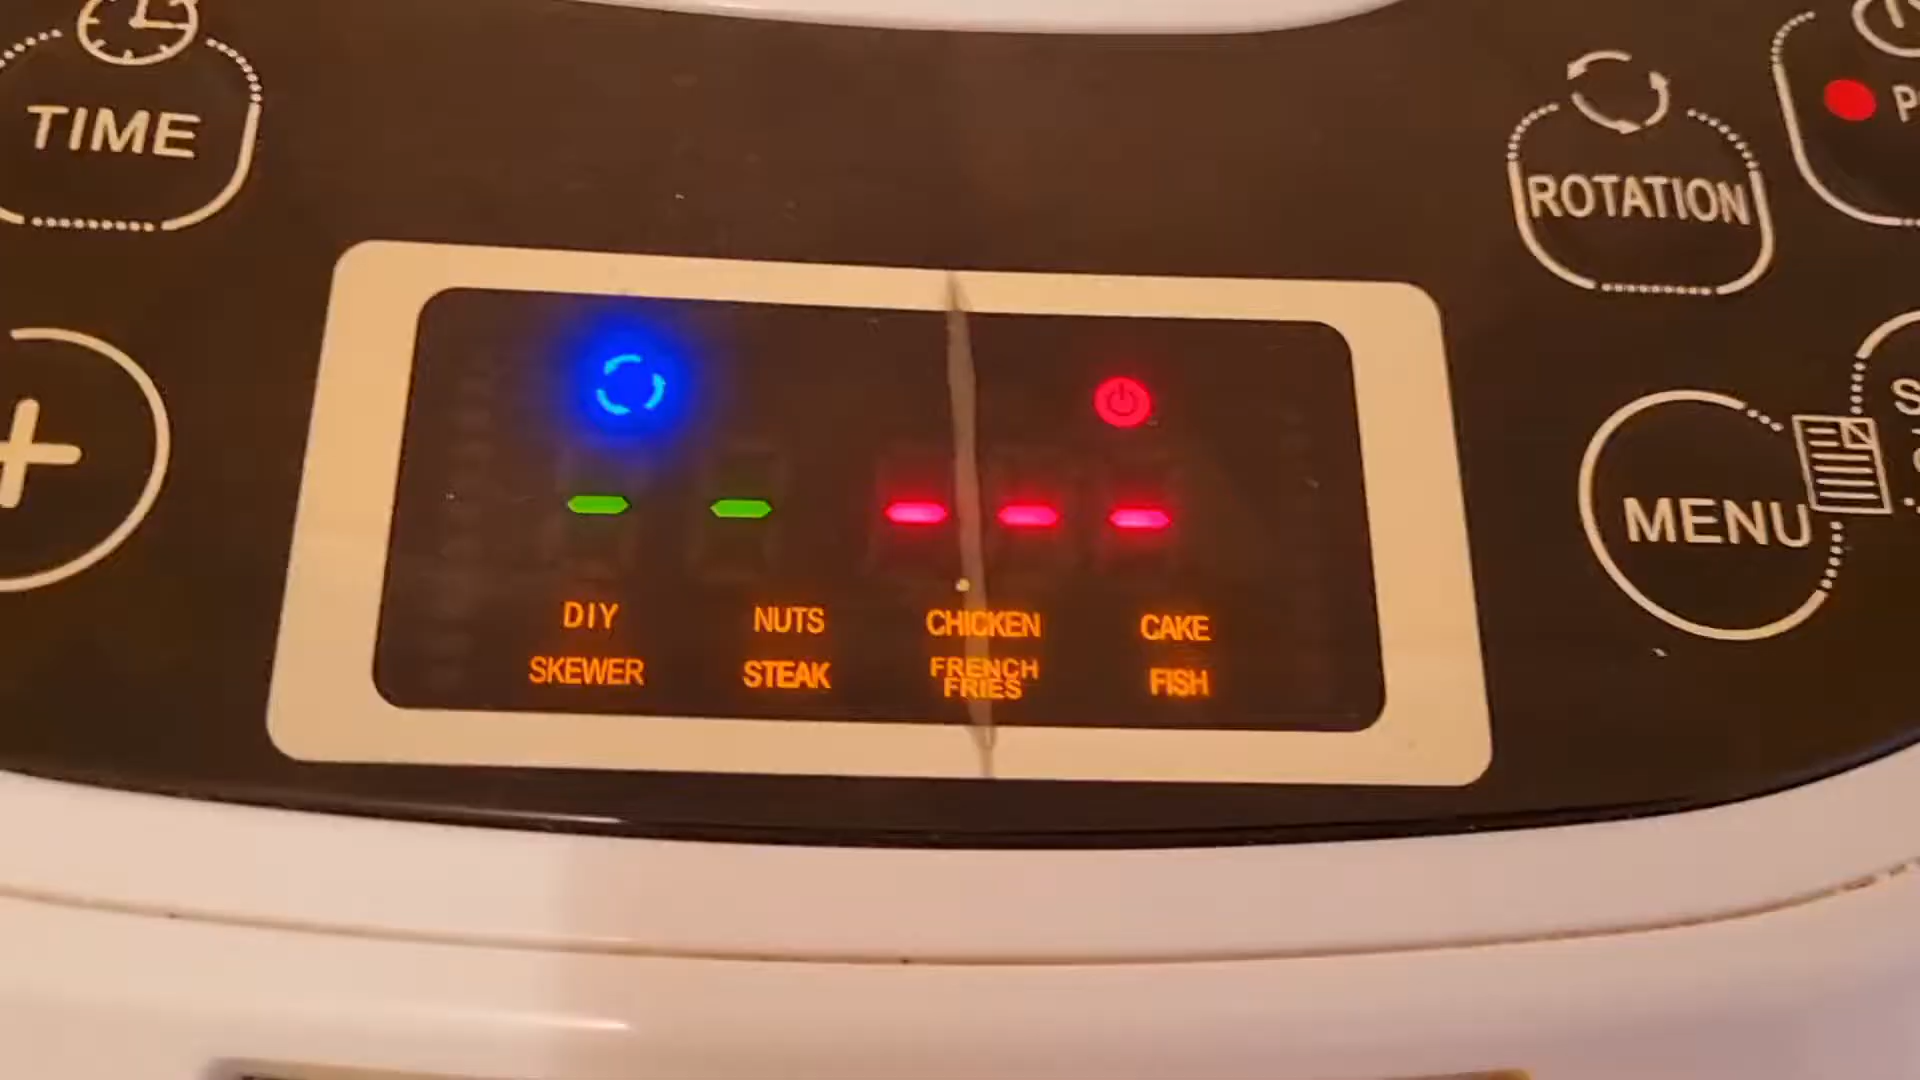 TIME
ROTATION
MENU
-- ---
DIY NUTS CHICKEN CAKE
SKEWER STEAK FRENCH FRIES FISH